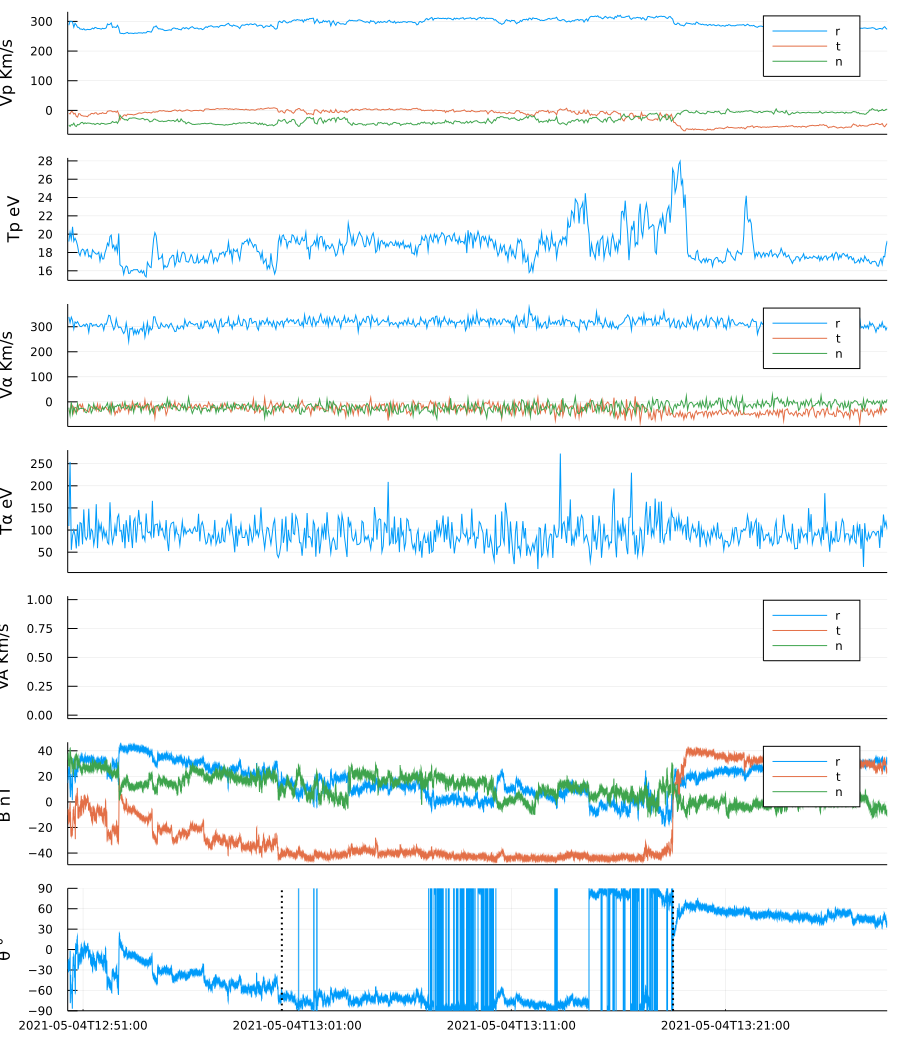 Vp Km/s
300
200
100
0
r
t
n
Tp eV
28
26
24
22
20
18
16
Vα Km/s
300
200
100
0
r
t
n
Tα eV
250
200
150
100
50
VA Km/s
1.00
0.75
0.50
0.25
0.00
r
t
n
B nT
40
20
0
−20
−40
r
t
n
θ °
90
60
30
0
−30
−60
−90
2021-05-04T12:51:00 2021-05-04T13:01:00 2021-05-04T13:11:00 2021-05-04T13:21:00